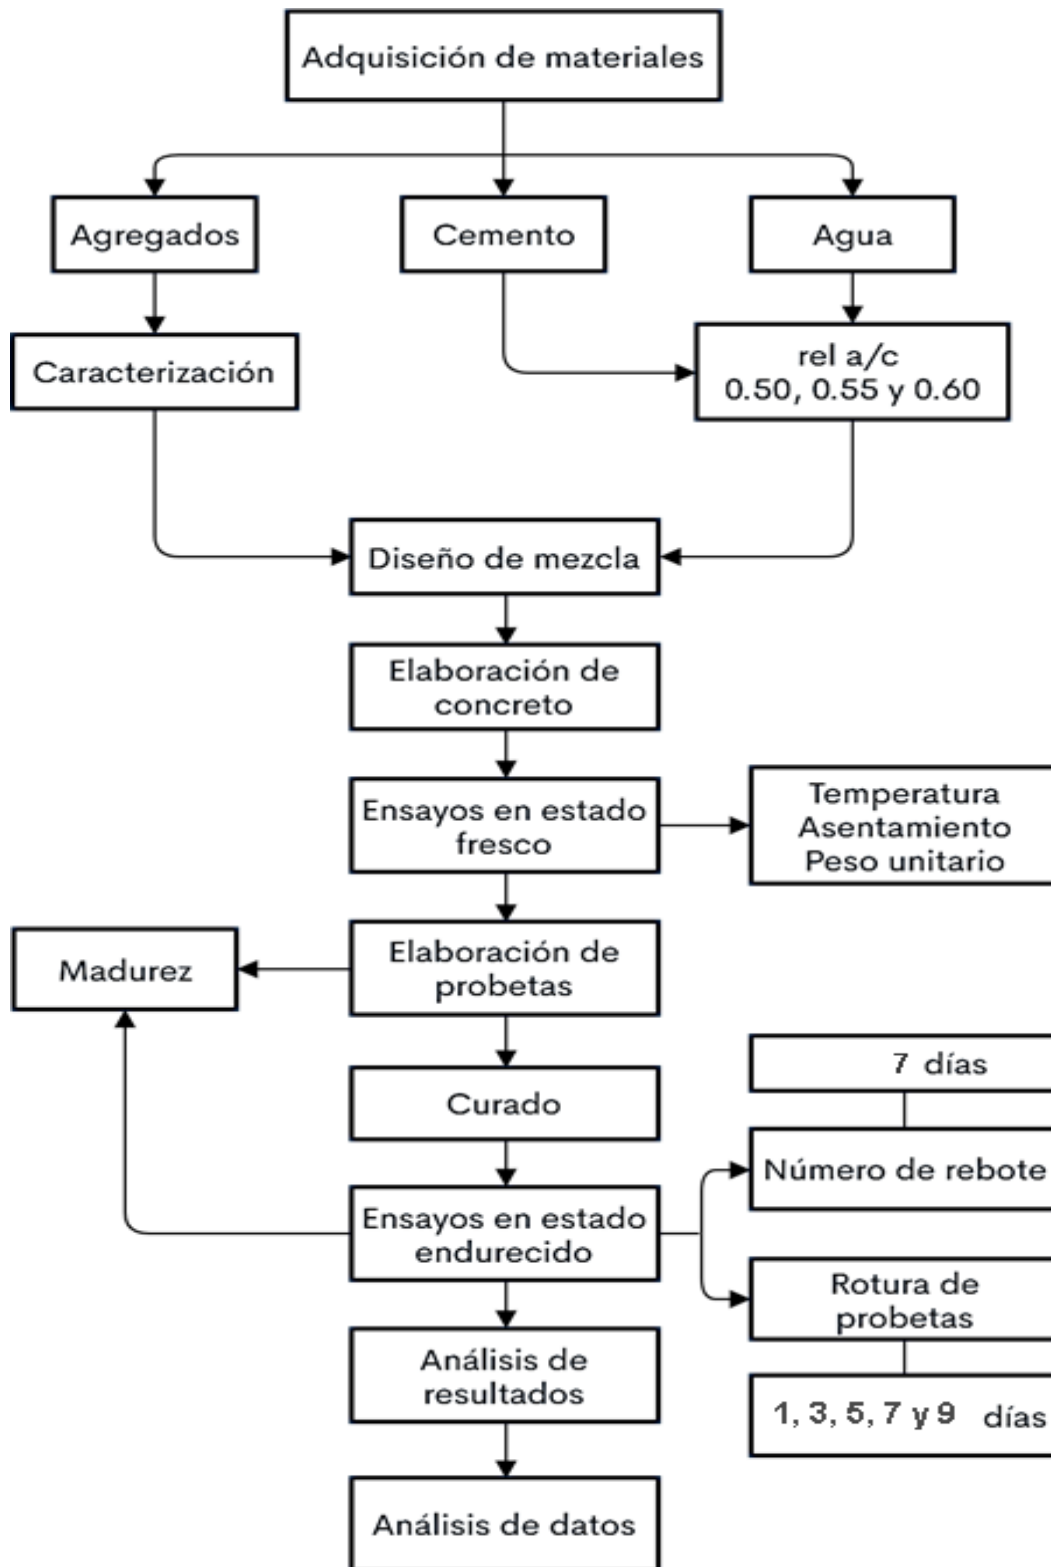 Adquisición de materiales
Agregados
Cemento
Agua
Caracterización
rel a/c
0.50, 0.55 y 0.60
Diseño de mezcla
Elaboración de
concreto
Ensayos en estado
fresco
Temperatura
Asentamiento
Peso unitario
Elaboración de
probetas
Madurez
Curado
7 días
Número de rebote
Ensayos en estado
endurecido
Rotura de
probetas
1, 3, 5, 7 y 9 días
Análisis de
resultados
Análisis de datos